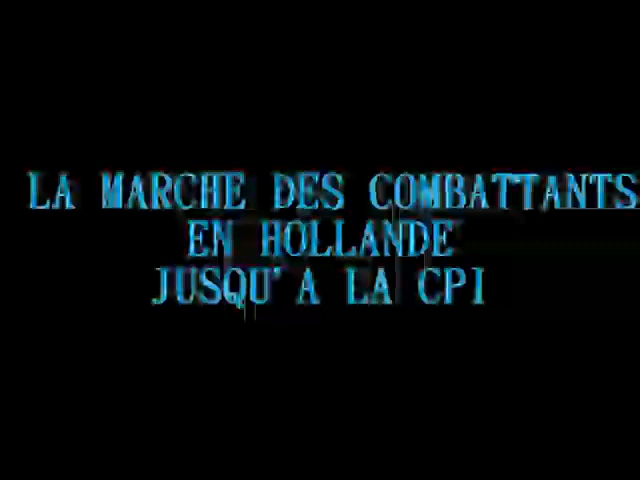 LA MARCHE DES COMBATTANTS
EN HOLLANDE
JUSQU'A LA CPI